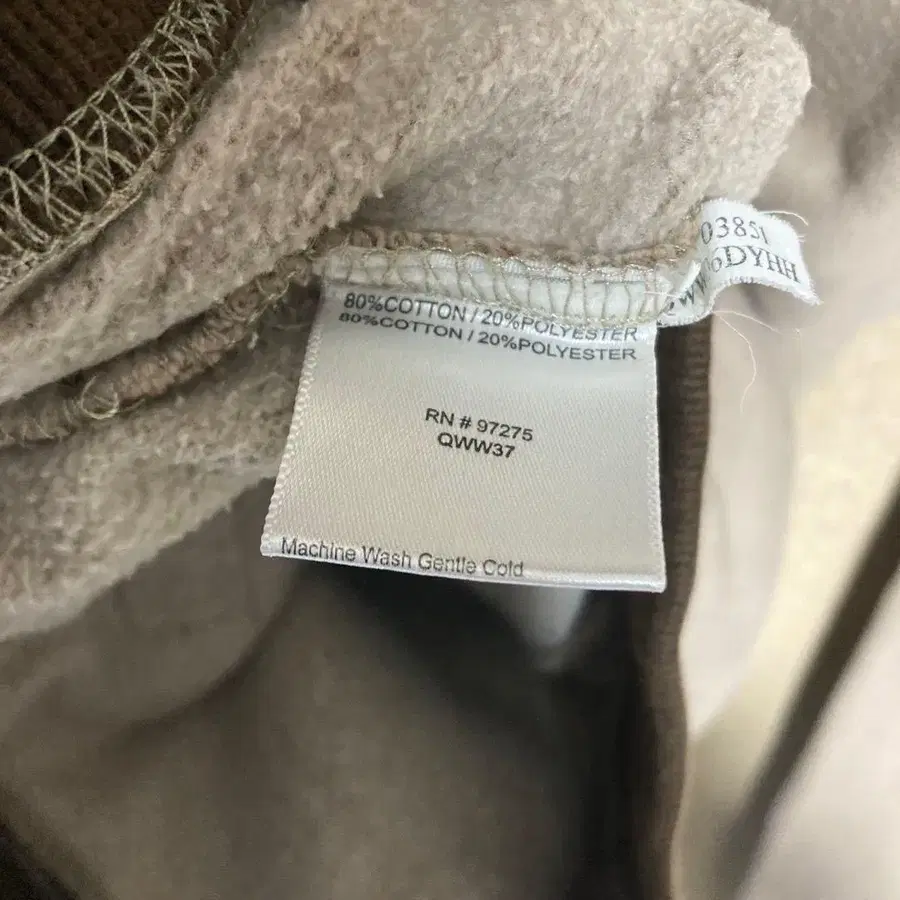 80%COTTON / 20%POLYESTER
80%COTTON / 20%POLYESTER
RN # 97275
QWW37
Machine Wash Gentle Cold